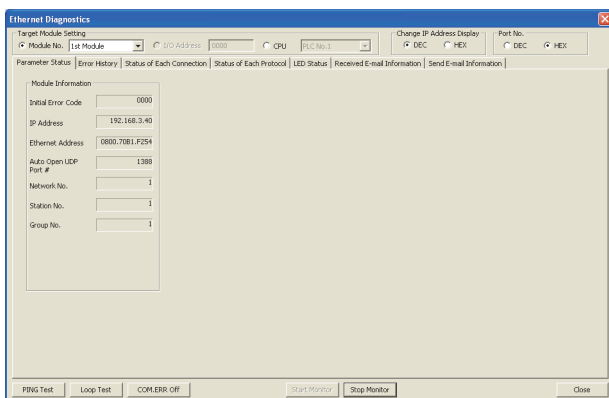 Ethernet Diagnostics
Target Module Setting
Module No. 1st Module I/O Address 0000 CPU PLC No.1
Change IP Address Display
DEC HEX
Port No.
DEC HEX
Parameter Status Error History Status of Each Connection Status of Each Protocol LED Status Received E-mail Information Send E-mail Information
Module Information
Initial Error Code 0000
IP Address 192.168.3.40
Ethernet Address 0800.70B1.F254
Auto Open UDP
Port # 1388
Network No. 1
Station No. 1
Group No. 1
PING Test Loop Test COM.ERR Off Start Monitor Stop Monitor Close